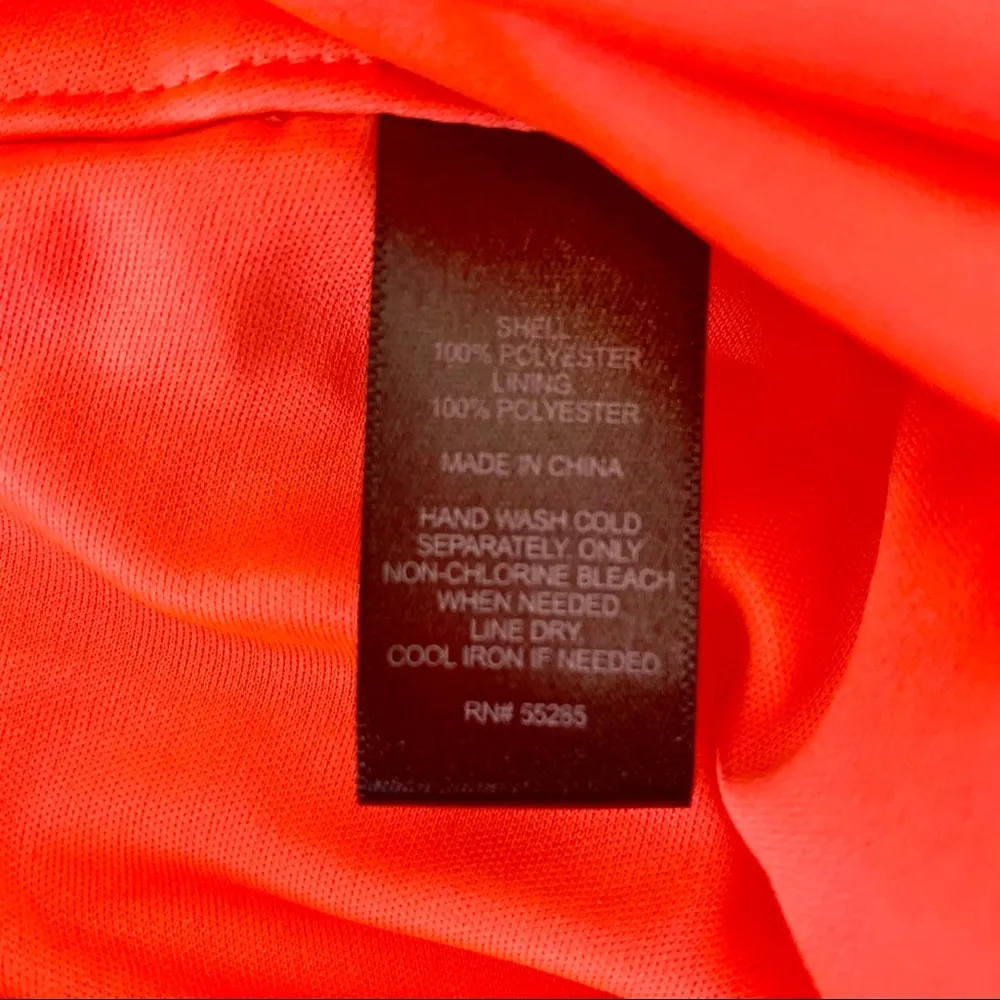 SHELL
100% POLYESTER
LINING
100% POLYESTER
MADE IN CHINA
HAND WASH COLD
SEPARATELY. ONLY
NON-CHLORINE BLEACH
WHEN NEEDED.
LINE DRY.
COOL IRON IF NEEDED
RN# 55285